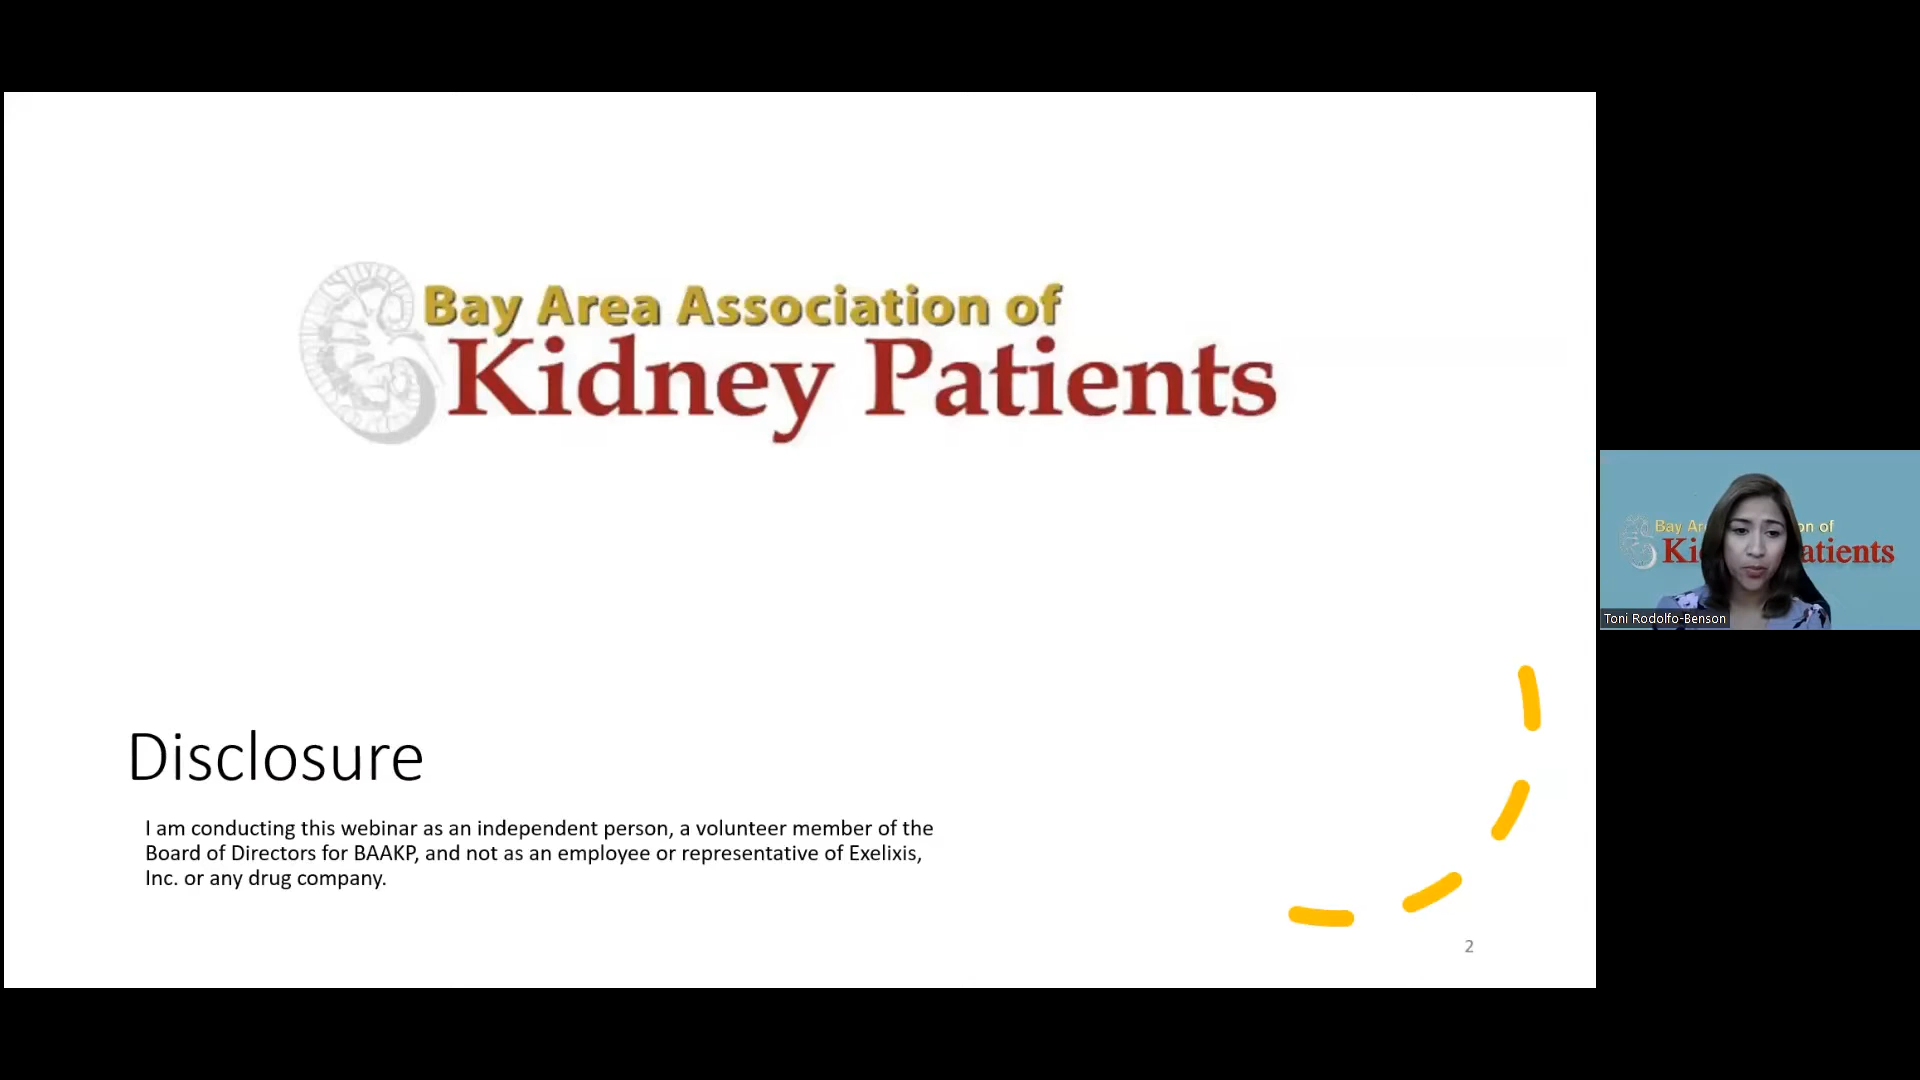 Bay Area Association of
Kidney Patients
Disclosure
I am conducting this webinar as an independent person, a volunteer member of the
Board of Directors for BAAKP, and not as an employee or representative of Exelixis,
Inc. or any drug company.
2
Bay Ar on of
Ki atients
Toni Rodolfo-Benson